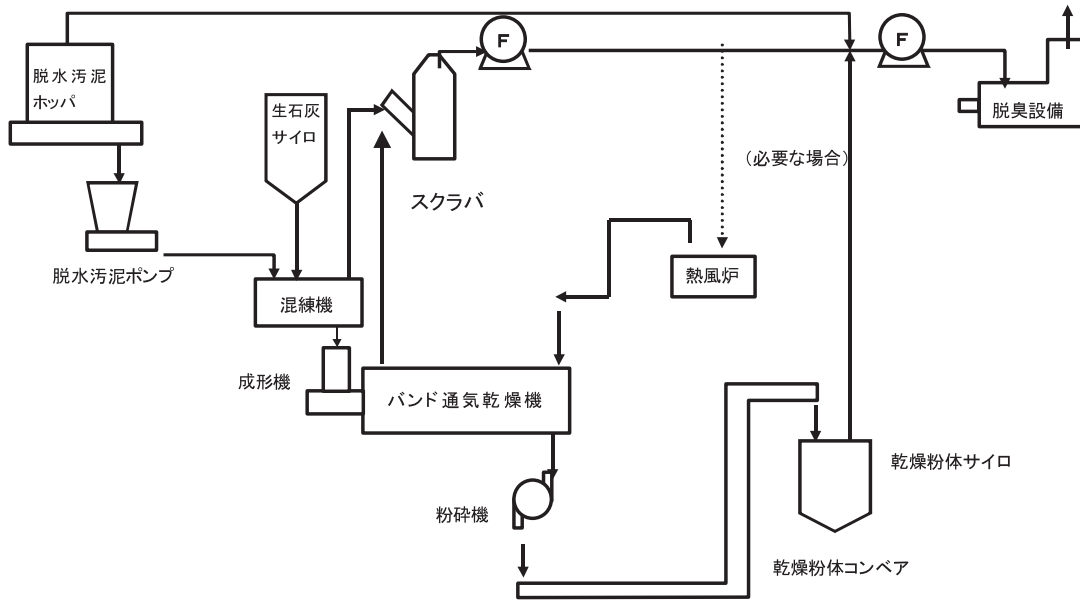 F
F
脱水汚泥
ホッパ
生石灰
サイロ
脱臭設備
(必要な場合)
スクラバ
脱水汚泥ポンプ
熱風炉
混練機
成形機
バンド通気乾燥機
乾燥粉体サイロ
粉砕機
乾燥粉体コンベア